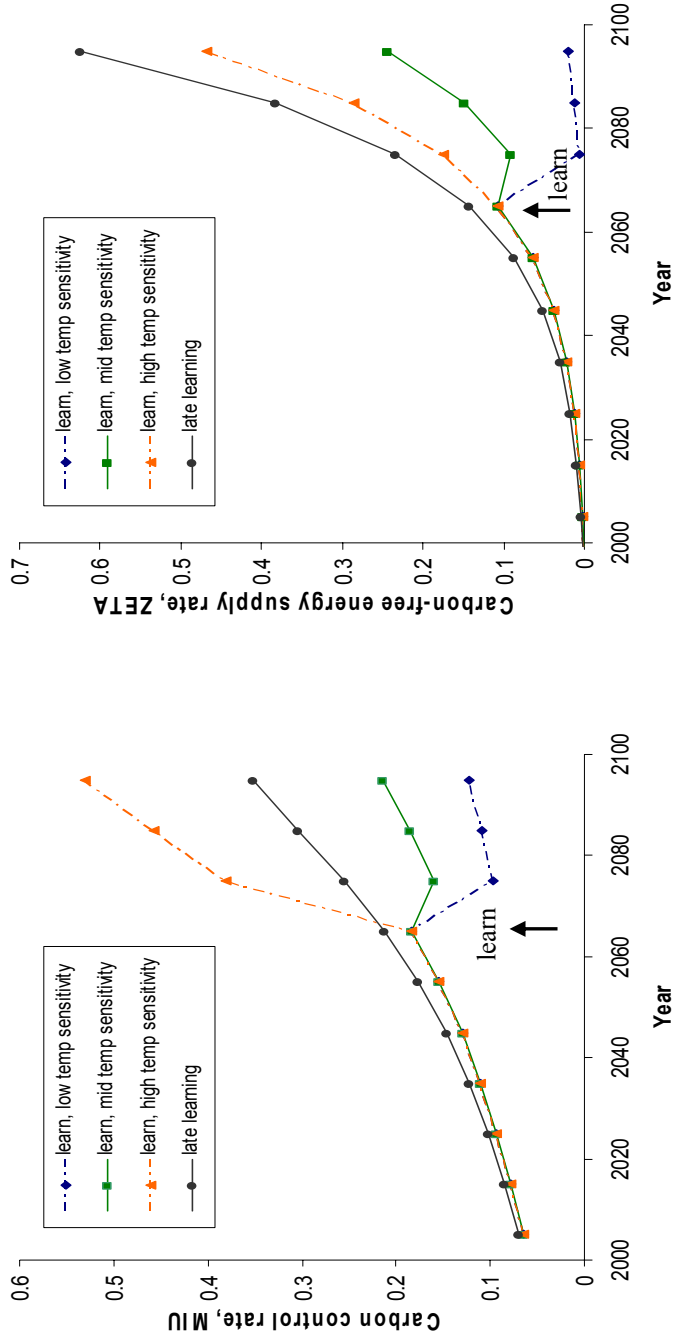 Carbon control rate, MIU
0.6
0.5
0.4
0.3
0.2
0.1
0
learn, low temp sensitivity
learn, mid temp sensitivity
learn, high temp sensitivity
late learning
learn
2000
2020
2040
2060
2080
2100
Year
Carbon-free energy supply rate, ZETA
0.7
0.6
0.5
0.4
0.3
0.2
0.1
0
learn, low temp sensitivity
learn, mid temp sensitivity
learn, high temp sensitivity
late learning
learn
2000
2020
2040
2060
2080
2100
Year